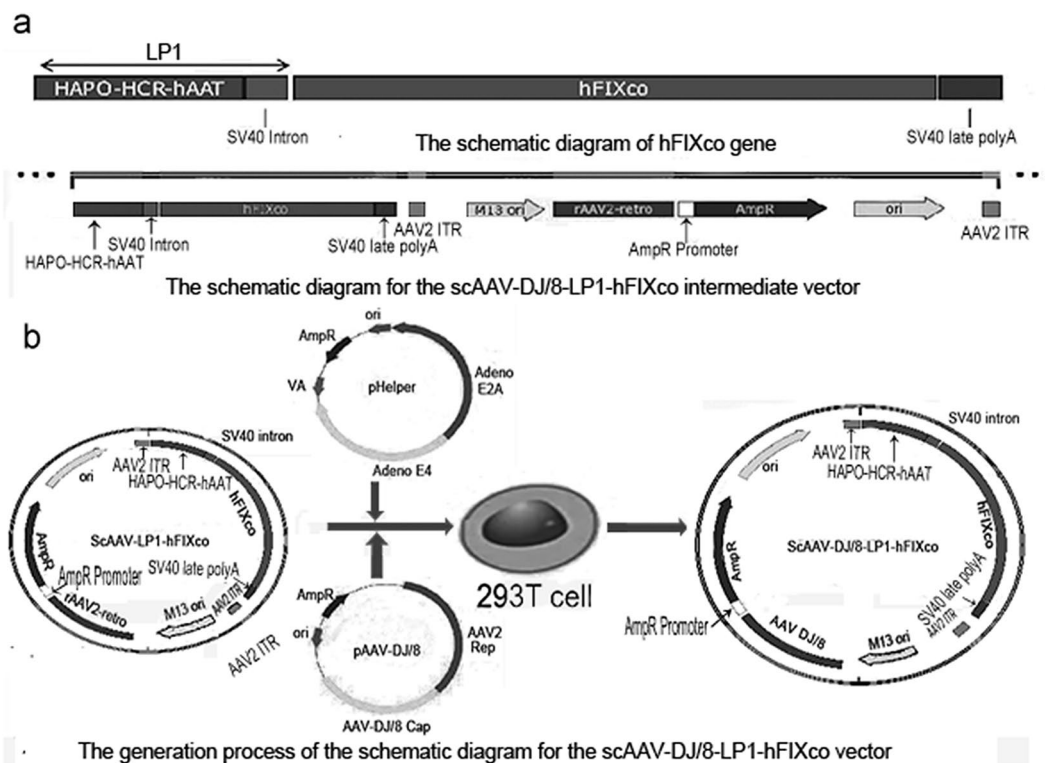 a
LP1
HAPO-HCR-hAAT
hFIXco
SV40 Intron
SV40 late polyA
The schematic diagram of hFIXco gene
hFIXco
M13 ori
rAAV2-retro
AmpR
ori
HAPO-HCR-hAAT
SV40 Intron
SV40 late polyA
AAV2 ITR
AmpR Promoter
AAV2 ITR
The schematic diagram for the scAAV-DJ/8-LP1-hFIXco intermediate vector
b
ori
AmpR
VA
pHelper
Adeno
E2A
Adeno E4
SV40 intron
AAV2 ITR
HAPO-HCR-hAAT
ori
hFIXco
ScAAV-LP1-hFIXco
AmpR
AmpR Promoter
SV40 late polyA
rAAV2-retro
M13 ori
AAV2 ITR
AAV2 ITR
293T cell
AmpR
ori
pAAV-DJ/8
AAV2
Rep
AAV-DJ/8 Cap
SV40 intron
AAV2 ITR
HAPO-HCR-hAAT
ori
hFIXco
ScAAV-DJ/8-LP1-hFIXco
AmpR
AmpR Promoter
SV40 late polyA
AAV2 ITR
AAV DJ/8
M13 ori
The generation process of the schematic diagram for the scAAV-DJ/8-LP1-hFIXco vector